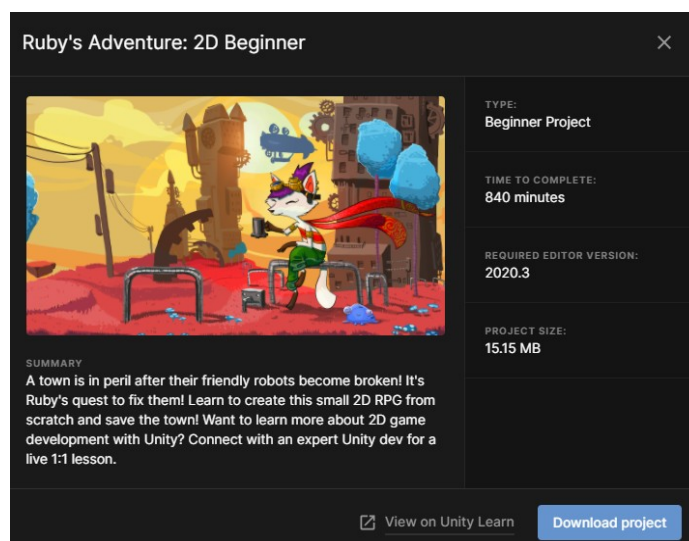 Ruby's Adventure: 2D Beginner
TYPE:
Beginner Project
TIME TO COMPLETE:
840 minutes
REQUIRED EDITOR VERSION:
2020.3
PROJECT SIZE:
15.15 MB
SUMMARY
A town is in peril after their friendly robots become broken! It's
Ruby's quest to fix them! Learn to create this small 2D RPG from
scratch and save the town! Want to learn more about 2D game
development with Unity? Connect with an expert Unity dev for a
live 1:1 lesson.
View on Unity Learn
Download project